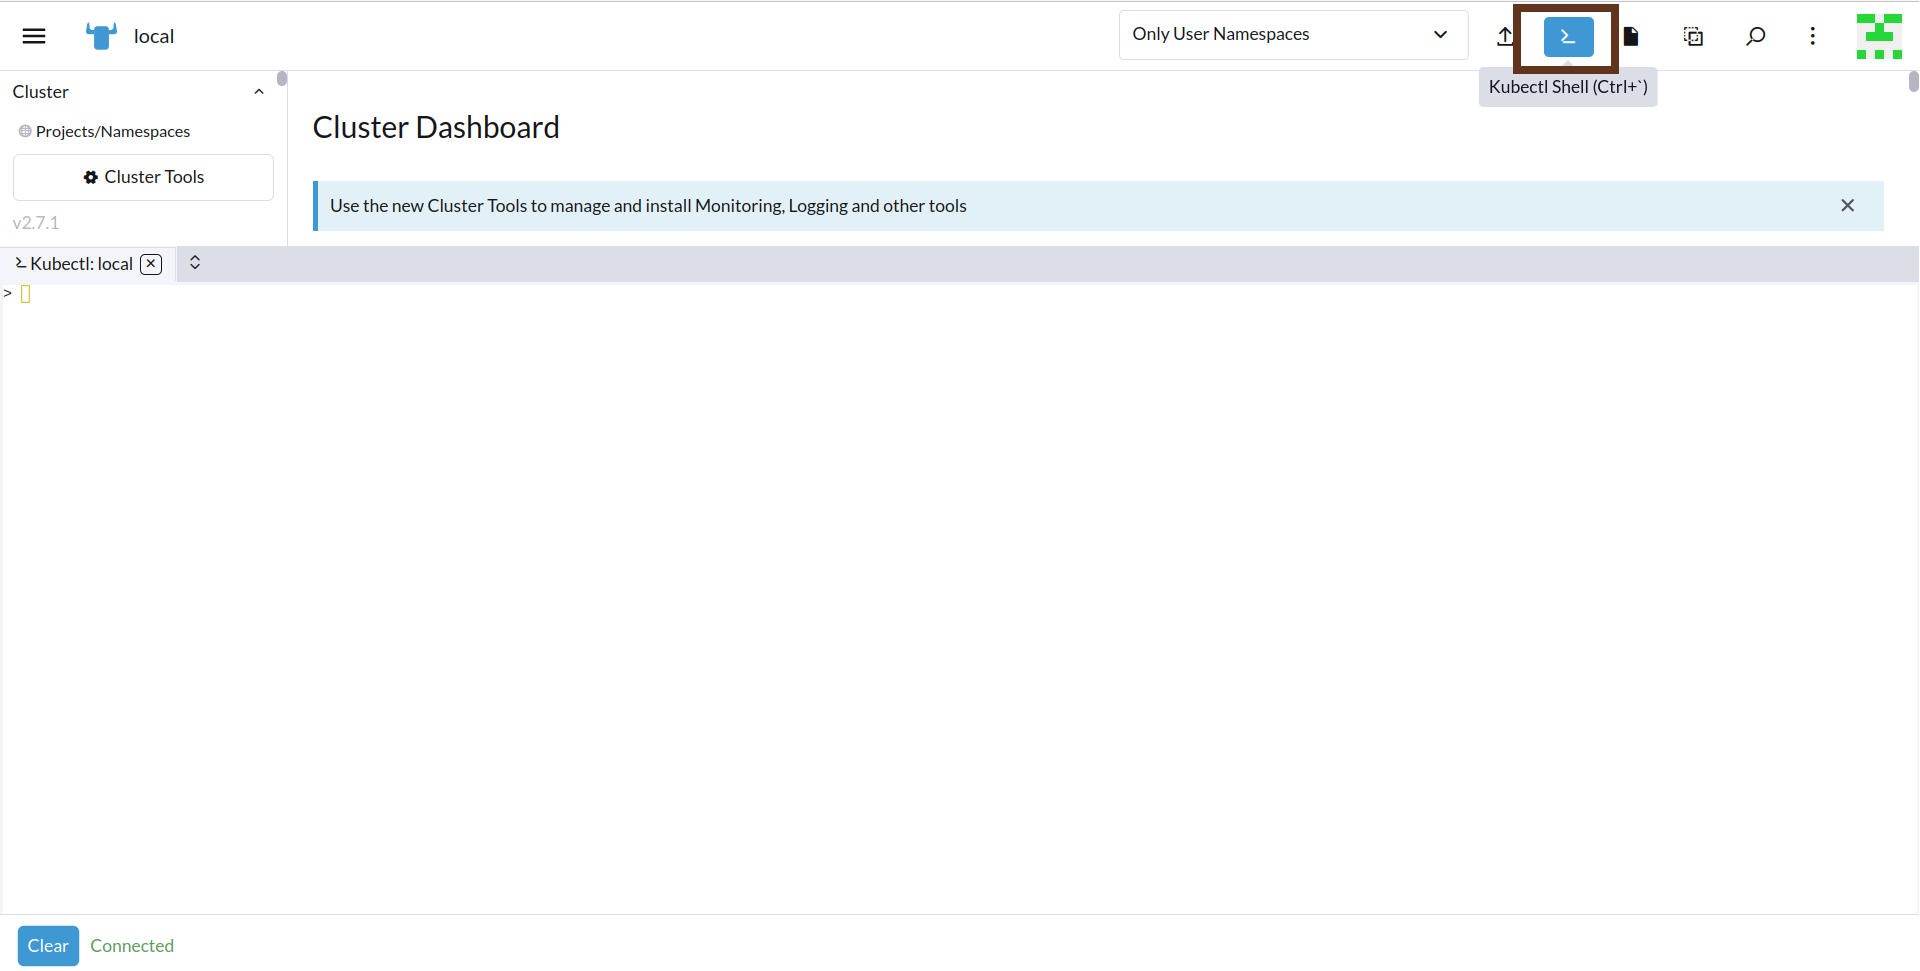 local
Only User Namespaces
Kubectl Shell (Ctrl+`)
Cluster
Projects/Namespaces
Cluster Tools
v2.7.1
Cluster Dashboard
Use the new Cluster Tools to manage and install Monitoring, Logging and other tools
Kubectl: local
>
Clear
Connected